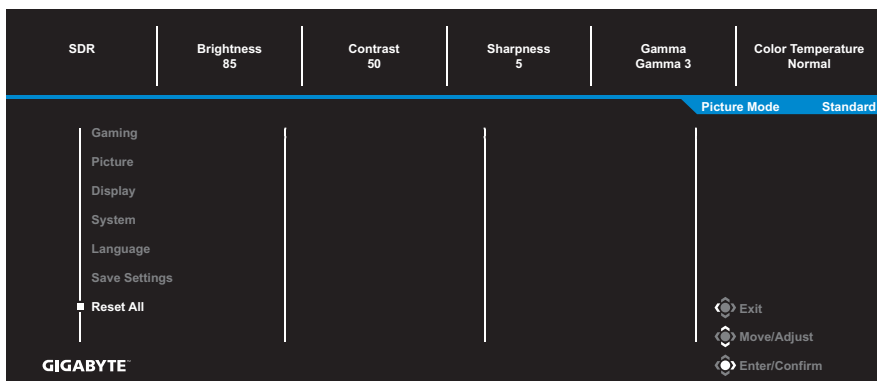 SDR Brightness Contrast Sharpness Gamma Color Temperature
85 50 5 Gamma 3 Normal
Picture Mode Standard
Gaming
Picture
Display
System
Language
Save Settings
Reset All
Exit
Move/Adjust
GIGABYTE™ Enter/Confirm